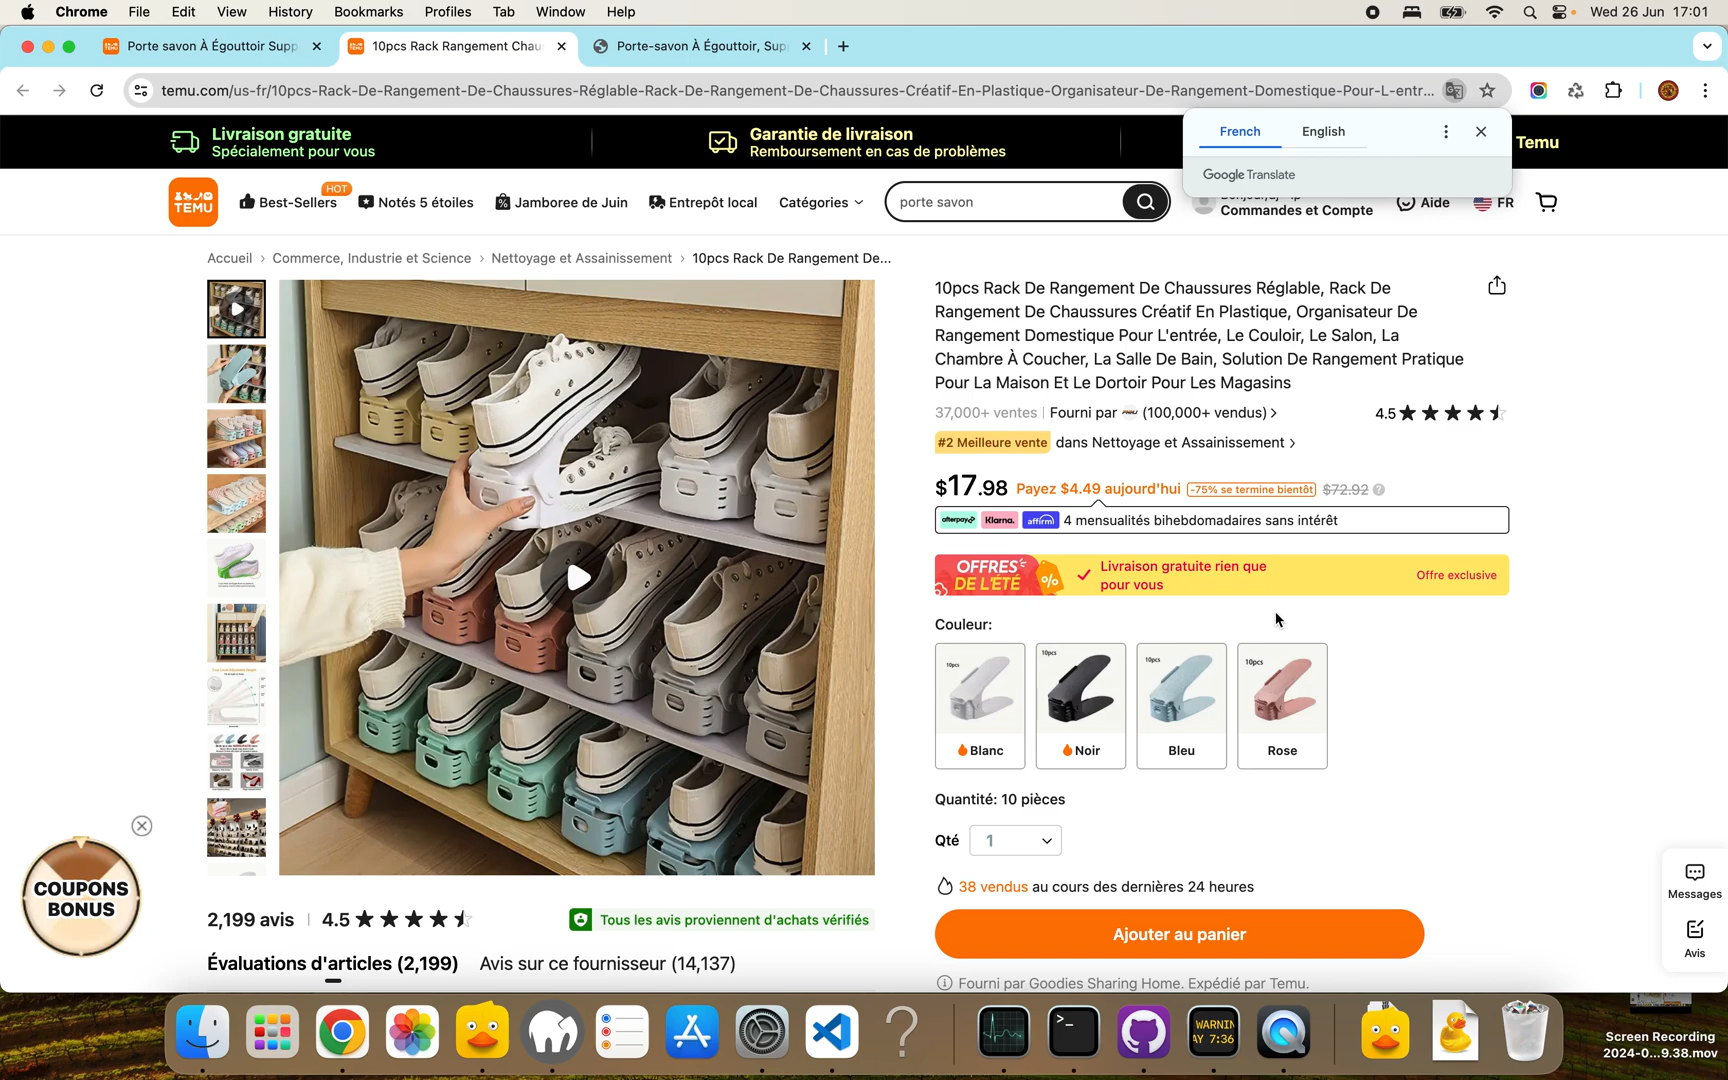 Chrome File Edit View History Bookmarks Profiles Tab Window Help Wed 26 Jun 17:01
Porte savon À Égouttoir Supp 10pcs Rack Rangement Chau Porte-savon À Égouttoir, Sup
temu.com/us-fr/10pcs-Rack-De-Rangement-De-Chaussures-Réglable-Rack-De-Rangement-De-Chaussures-Créatif-En-Plastique-Organisateur-De-Rangement-Domestique-Pour-L-entr...
Livraison gratuite
Spécialement pour vous
Garantie de livraison
Remboursement en cas de problèmes
Temu
French English
Google Translate
TEMU
Best-Sellers HOT Notés 5 étoiles Jamboree de Juin Entrepôt local Catégories porte savon
Commandes et Compte Aide FR
Accueil › Commerce, Industrie et Science › Nettoyage et Assainissement › 10pcs Rack De Rangement De...
10pcs Rack De Rangement De Chaussures Réglable, Rack De
Rangement De Chaussures Créatif En Plastique, Organisateur De
Rangement Domestique Pour L'entrée, Le Couloir, Le Salon, La
Chambre À Coucher, La Salle De Bain, Solution De Rangement Pratique
Pour La Maison Et Le Dortoir Pour Les Magasins
37,000+ ventes | Fourni par (100,000+ vendus) › 4.5
#2 Meilleure vente dans Nettoyage et Assainissement ›
$17.98 Payez $4.49 aujourd'hui -75% se termine bientôt $72.92 ?
afterpay Klarna. affirm 4 mensualités bihebdomadaires sans intérêt
OFFRES
DE L'ÉTÉ %
Livraison gratuite rien que
pour vous
Offre exclusive
Couleur:
10pcs 10pcs 10pcs 10pcs
Blanc Noir Bleu Rose
Quantité: 10 pièces
Qté 1
38 vendus au cours des dernières 24 heures
Ajouter au panier
Fourni par Goodies Sharing Home. Expédié par Temu.
COUPONS
BONUS
2,199 avis | 4.5 Tous les avis proviennent d'achats vérifiés
Évaluations d'articles (2,199) Avis sur ce fournisseur (14,137)
Messages
Avis
WARNIN
AY 7:36
Screen Recording
2024-0...9.38.mov